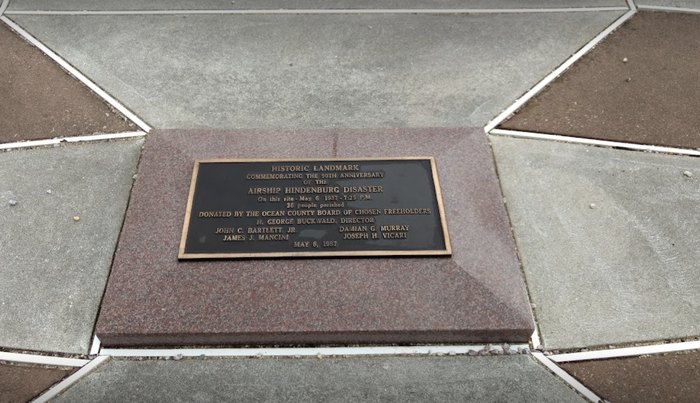 HISTORIC LANDMARK
COMMEMORATING THE 50TH ANNIVERSARY
OF THE
AIRSHIP HINDENBURG DISASTER
On this site - May 6, 1937 - 7:25 P.M.
36 people perished
DONATED BY THE OCEAN COUNTY BOARD OF CHOSEN FREEHOLDERS
H. GEORGE BUCKWALD, DIRECTOR
JOHN C. BARTLETT, JR. DAMIAN G. MURRAY
JAMES J. MANCINI JOSEPH H. VICARI
MAY 6, 1987